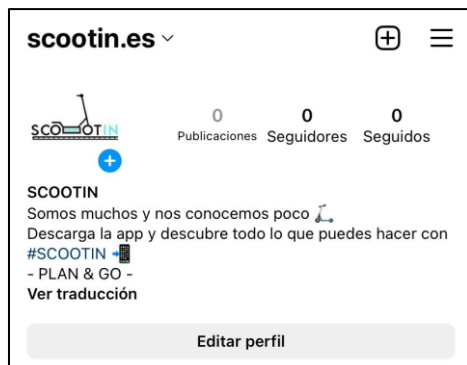 scootin.es
SCOOTIN
0 0 0
Publicaciones Seguidores Seguidos
SCOOTIN
Somos muchos y nos conocemos poco 🛴
Descarga la app y descubre todo lo que puedes hacer con
#SCOOTIN 📲
- PLAN & GO -
Ver traducción
Editar perfil